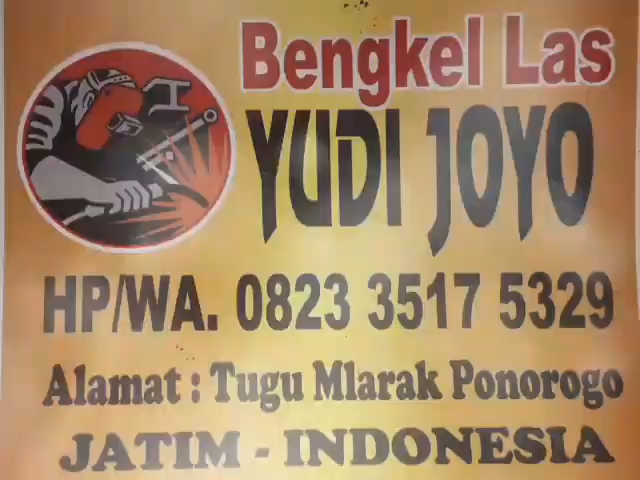 Bengkel Las
YUDI JOYO
HP/WA. 0823 3517 5329
Alamat : Tugu Mlarak Ponorogo
JATIM - INDONESIA